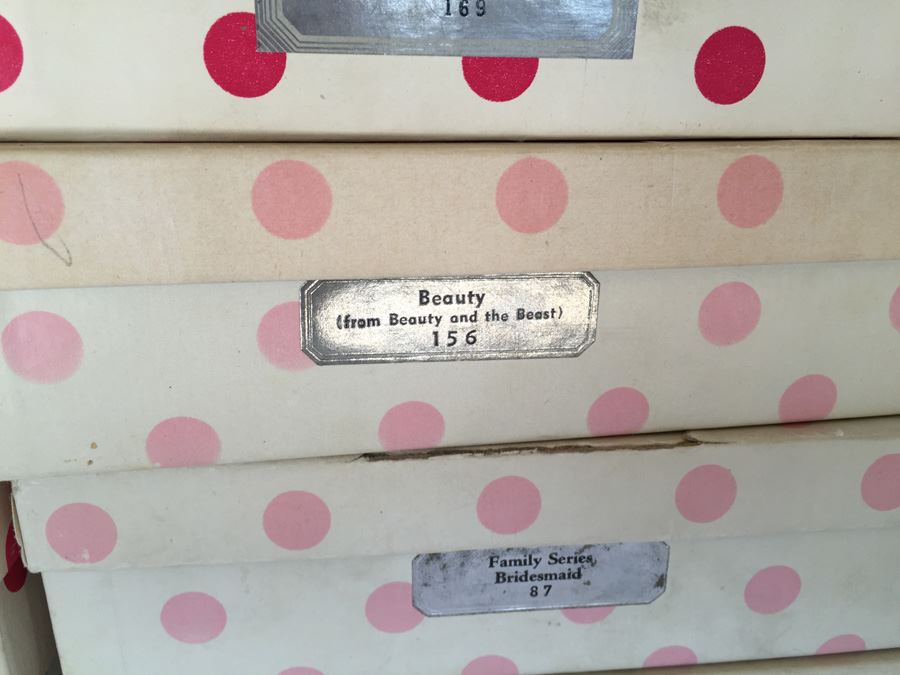 169
Beauty
(from Beauty and the Beast)
156
Family Series
Bridesmaid
87